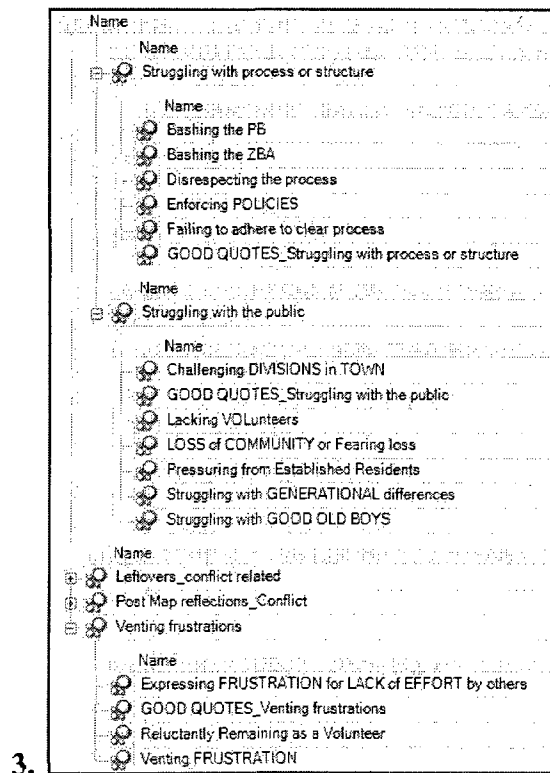 Name
Name
Struggling with process or structure
Name
Bashing the PB
Bashing the ZBA
Disrespecting the process
Enforcing POLICIES
Failing to adhere to clear process
GOOD QUOTES_Struggling with process or structure
Name
Struggling with the public
Name
Challenging DIVISIONS in TOWN
GOOD QUOTES_Struggling with the public
Lacking VOLunteers
LOSS of COMMUNITY or Fearing loss
Pressuring from Established Residents
Struggling with GENERATIONAL differences
Struggling with GOOD OLD BOYS
Name
Leftovers_conflict related
Post Map reflections_Conflict
Venting frustrations
Name
Expressing FRUSTRATION for LACK of EFFORT by others
GOOD QUOTES_Venting frustrations
Reluctantly Remaining as a Volunteer
Venting FRUSTRATION
3.